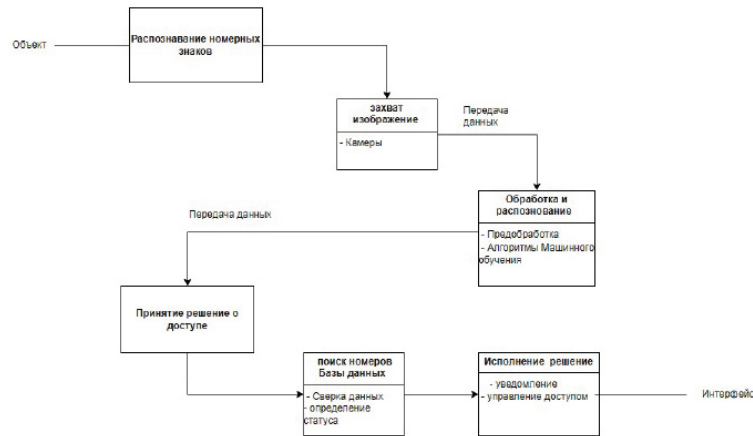 Объект
Распознавание номерных
знаков
захват
изображение
- Камеры
Передача
данных
Обработка и
распознование
- Предобработка
- Алгоритмы Машинного
обучения
Передача данных
Принятие решение о
доступе
поиск номеров
Базы данных
- Сверка данных
- определение
статуса
Исполнение решение
- уведомление
- управление доступом
Интерфейс